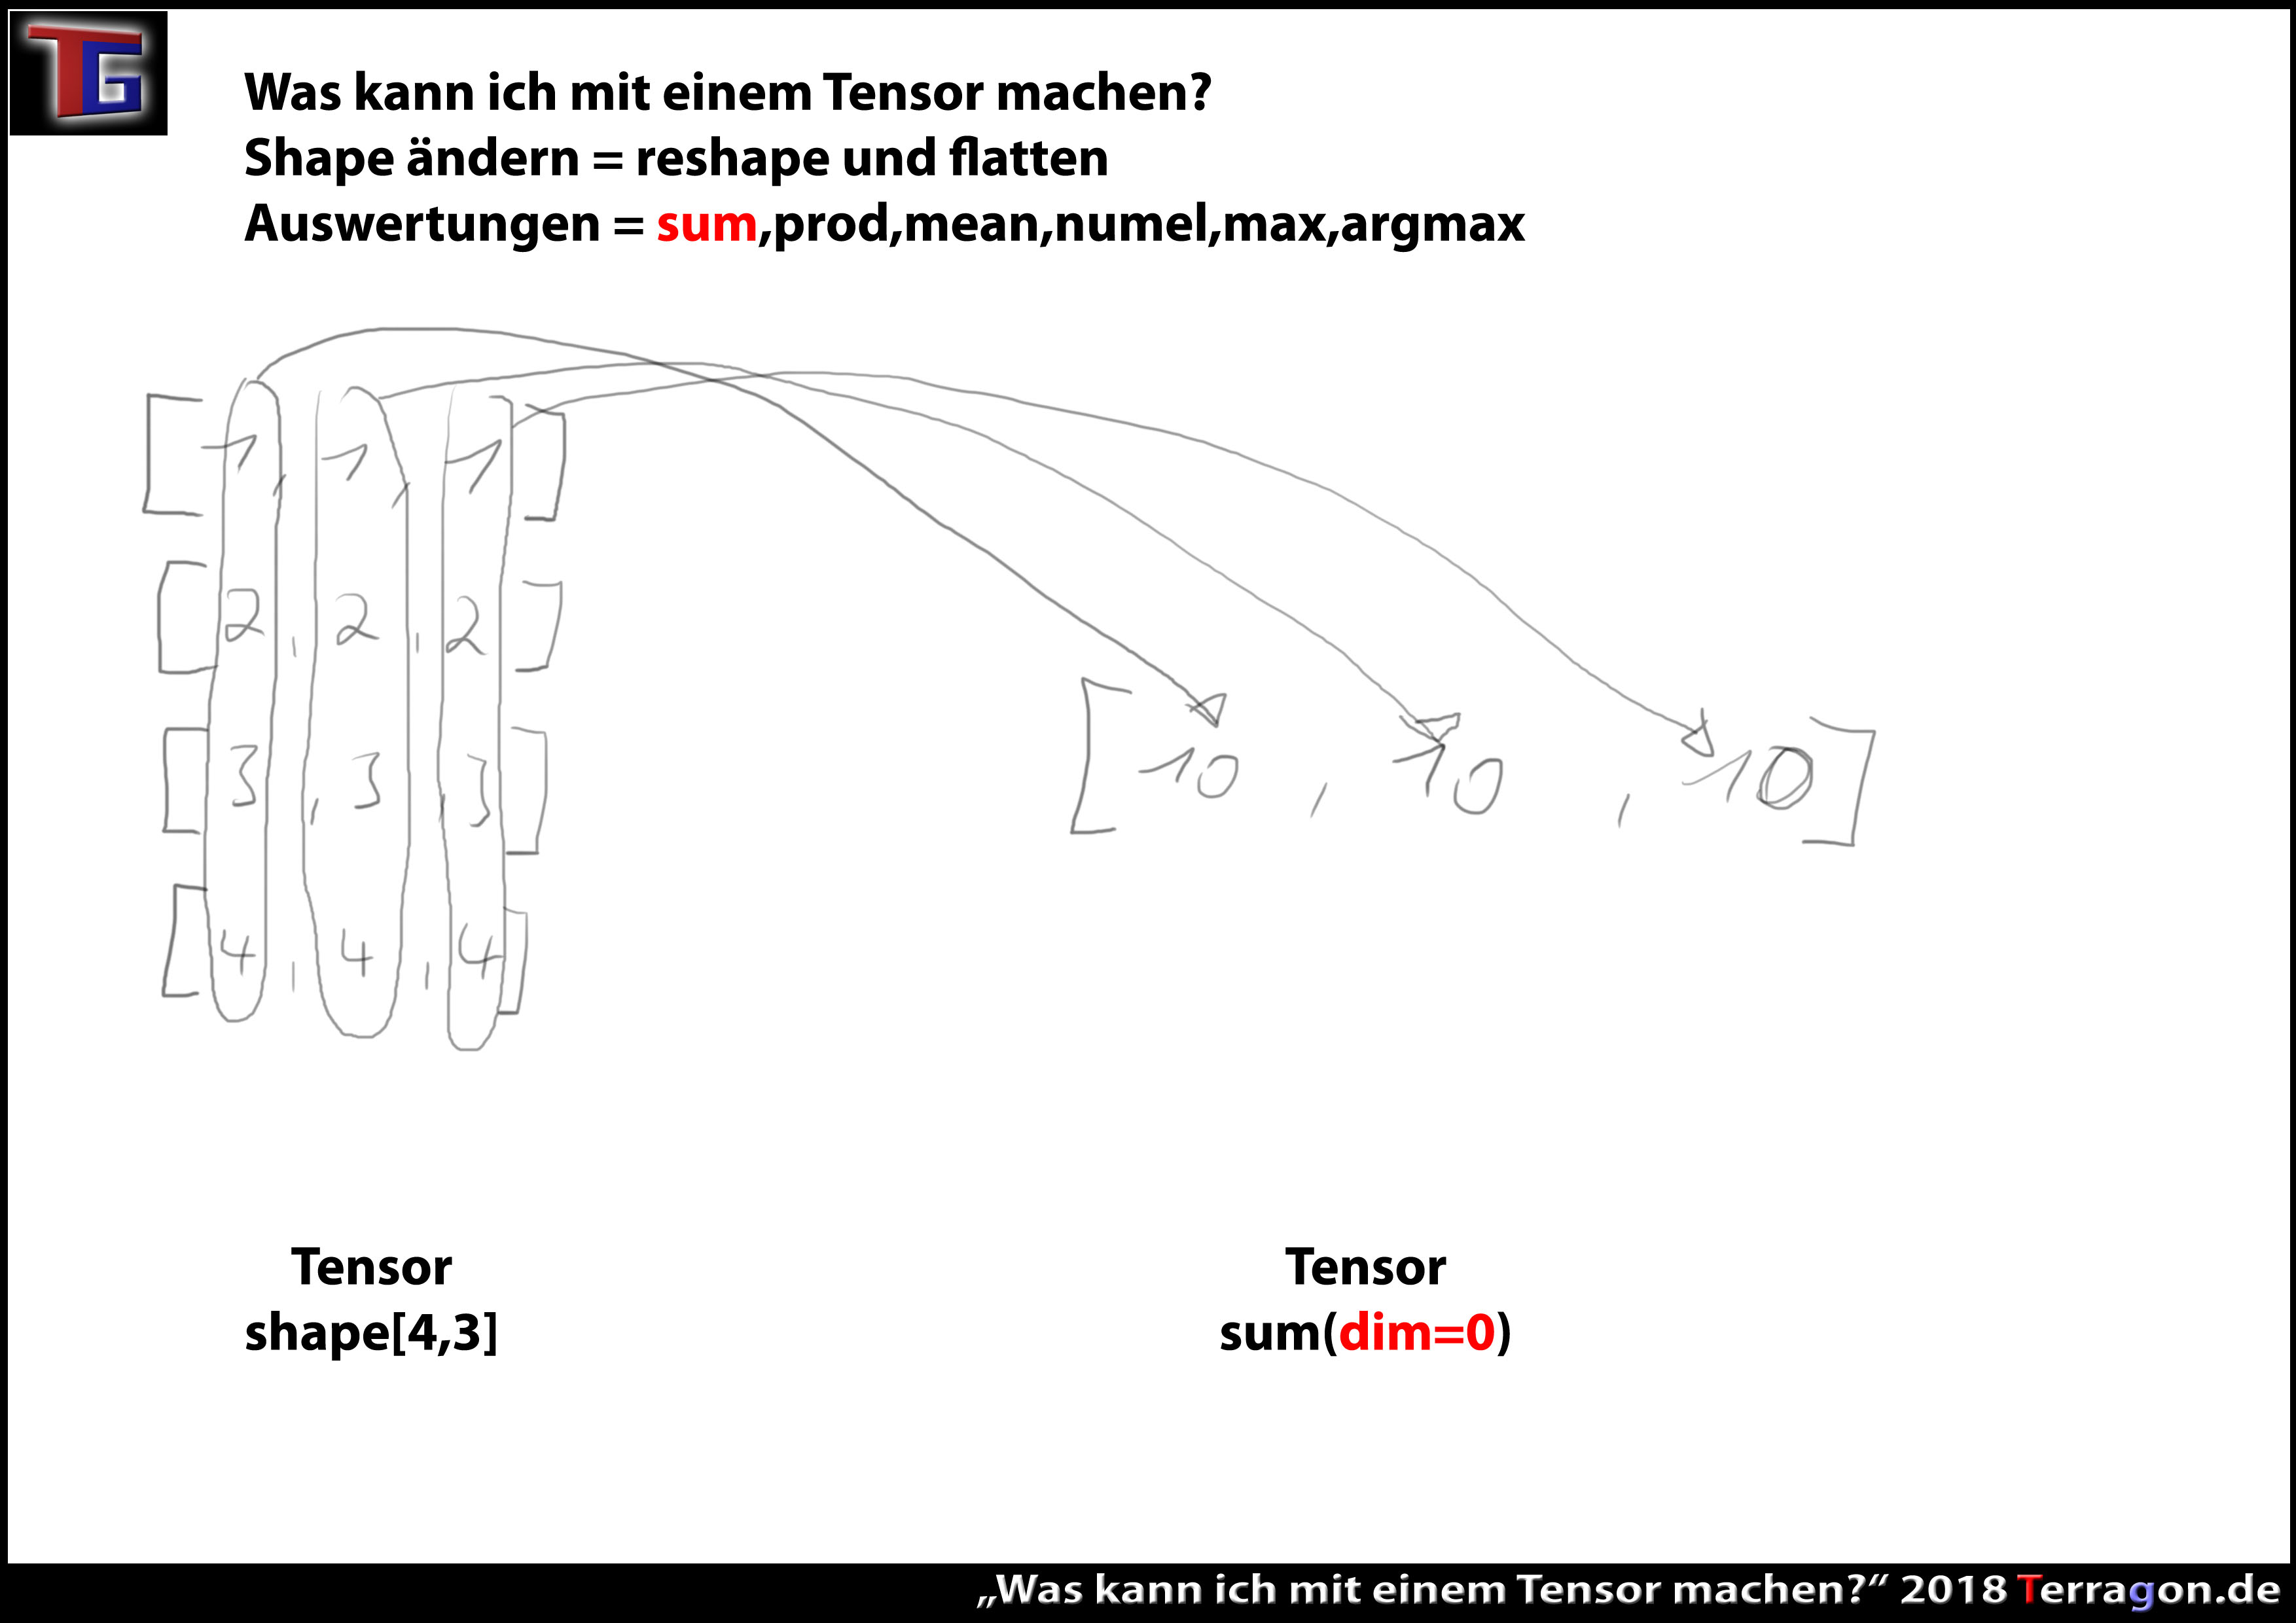 TG
Was kann ich mit einem Tensor machen?
Shape ändern = reshape und flatten
Auswertungen = sum,prod,mean,numel,max,argmax
[1, 1, 1]
[2, 2, 2]
[3, 3, 3]
[4, 4, 4]
[10, 10, 10]
Tensor
shape[4,3]
Tensor
sum(dim=0)
„Was kann ich mit einem Tensor machen?“ 2018 Terragon.de